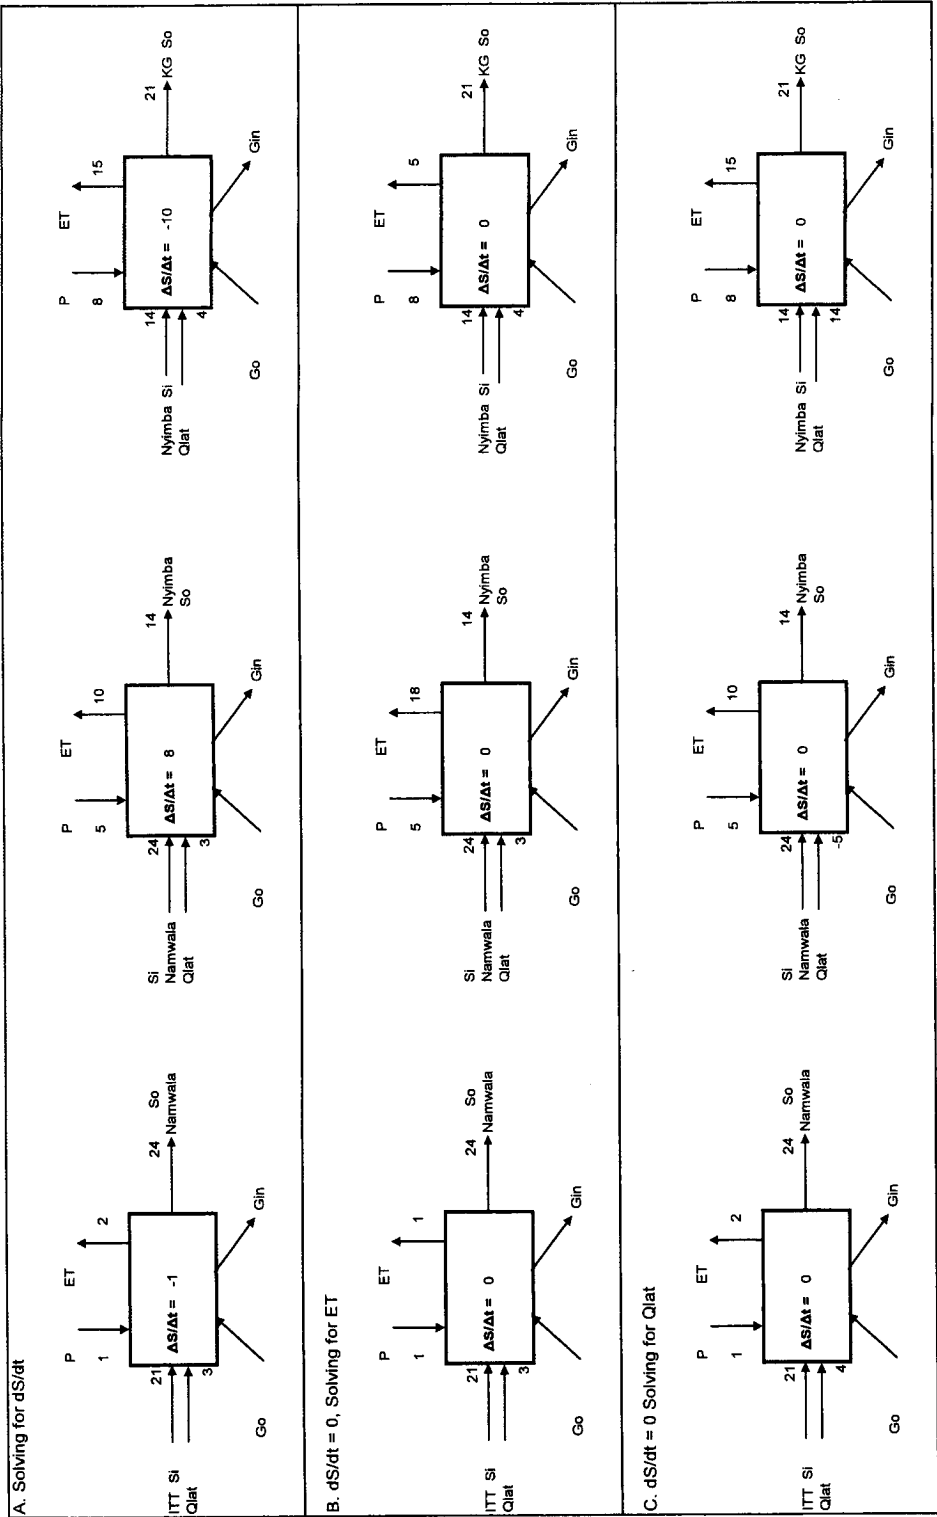 A. Solving for dS/dt
P ET
1 2
21 ΔS/Δt = -1 24 So
ITT Si Namwala
Qlat
3
Go Gin
P ET
5 10
24 ΔS/Δt = 8 14
Si Nyimba
Namwala So
Qlat
3
Go Gin
P ET
8 15
14 ΔS/Δt = -10 21
Nyimba Si KG So
Qlat
4
Go Gin
B. dS/dt = 0, Solving for ET
P ET
1 1
21 ΔS/Δt = 0 24 So
ITT Si Namwala
Qlat
3
Go Gin
P ET
5 18
24 ΔS/Δt = 0 14
Si Nyimba
Namwala So
Qlat
3
Go Gin
P ET
8 5
14 ΔS/Δt = 0 21
Nyimba Si KG So
Qlat
4
Go Gin
C. dS/dt = 0 Solving for Qlat
P ET
1 2
21 ΔS/Δt = 0 24 So
ITT Si Namwala
Qlat
4
Go Gin
P ET
5 10
24 ΔS/Δt = 0 14
Si Nyimba
Namwala So
Qlat
-5
Go Gin
P ET
8 15
14 ΔS/Δt = 0 21
Nyimba Si KG So
Qlat
14
Go Gin